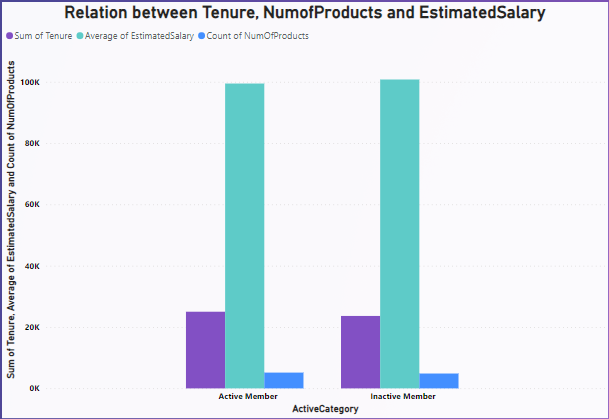 Relation between Tenure, NumofProducts and EstimatedSalary
Sum of Tenure Average of EstimatedSalary Count of NumOfProducts
Sum of Tenure, Average of EstimatedSalary and Count of NumOfProducts
100K
80K
60K
40K
20K
0K
Active Member Inactive Member
ActiveCategory